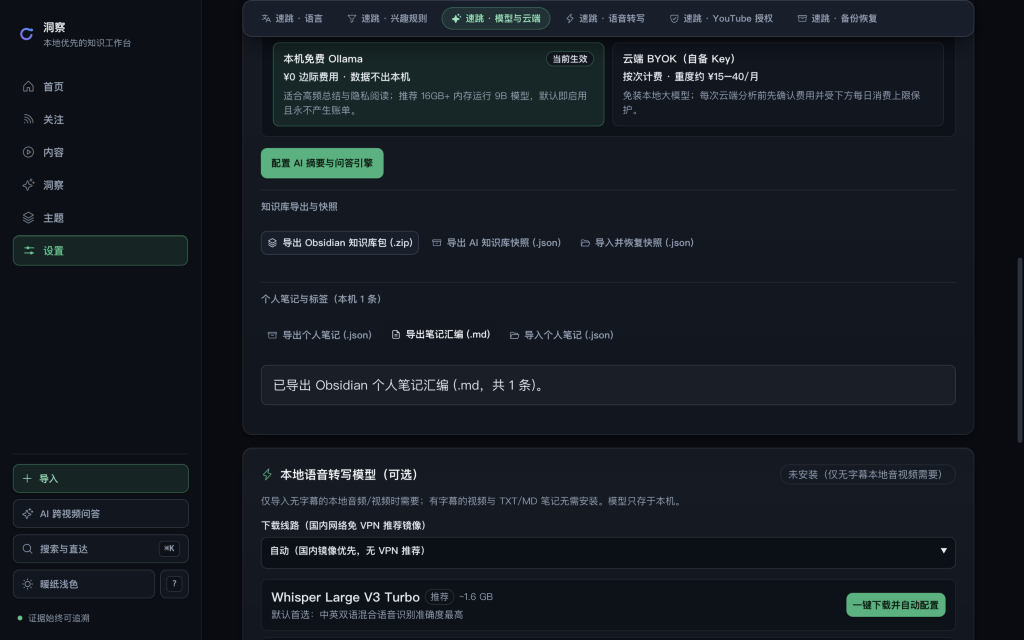 洞察
本地优先的知识工作台
首页
关注
内容
洞察
主题
设置
导入
AI 跨视频问答
搜索与直达 ⌘K
暖纸浅色 ?
证据始终可追溯
速跳 · 语言 速跳 · 兴趣规则 速跳 · 模型与云端 速跳 · 语音转写 速跳 · YouTube 授权 速跳 · 备份恢复
本机免费 Ollama 当前生效
¥0 边际费用 · 数据不出本机
适合高频总结与隐私阅读；推荐 16GB+ 内存运行 9B 模型，默认即启用
且永不产生账单。
云端 BYOK（自备 Key）
按次计费 · 重度约 ¥15–40/月
免装本地大模型；每次云端分析前先确认费用并受下方每日消费上限保
护。
配置 AI 摘要与问答引擎
知识库导出与快照
导出 Obsidian 知识库包 (.zip) 导出 AI 知识库快照 (.json) 导入并恢复快照 (.json)
个人笔记与标签（本机 1 条）
导出个人笔记 (.json) 导出笔记汇编 (.md) 导入个人笔记 (.json)
已导出 Obsidian 个人笔记汇编 (.md，共 1 条)。
本地语音转写模型（可选） 未安装（仅无字幕本地音视频需要）
仅导入无字幕的本地音频/视频时需要；有字幕的视频与 TXT/MD 笔记无需安装。模型只存于本机。
下载线路（国内网络免 VPN 推荐镜像）
自动（国内镜像优先，无 VPN 推荐）
Whisper Large V3 Turbo 推荐 ~1.6 GB
默认首选：中英双语混合语音识别准确度最高
一键下载并自动配置